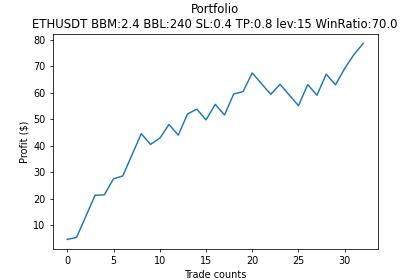 Portfolio
ETHUSDT BBM:2.4 BBL:240 SL:0.4 TP:0.8 lev:15 WinRatio:70.0
80
70
60
50
40
30
20
10
Profit ($)
0 5 10 15 20 25 30
Trade counts